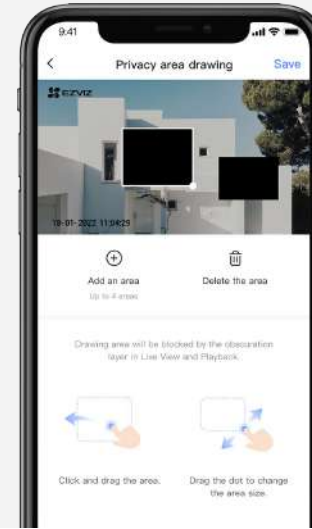 9:41
Privacy area drawing Save
EZVIZ
18-01-2022 11:04:29
Add an area Delete the area
Up to 4 areas
Drawing area will be blocked by the obscuration
layer in Live View and Playback.
Click and drag the area. Drag the dot to change
the area size.